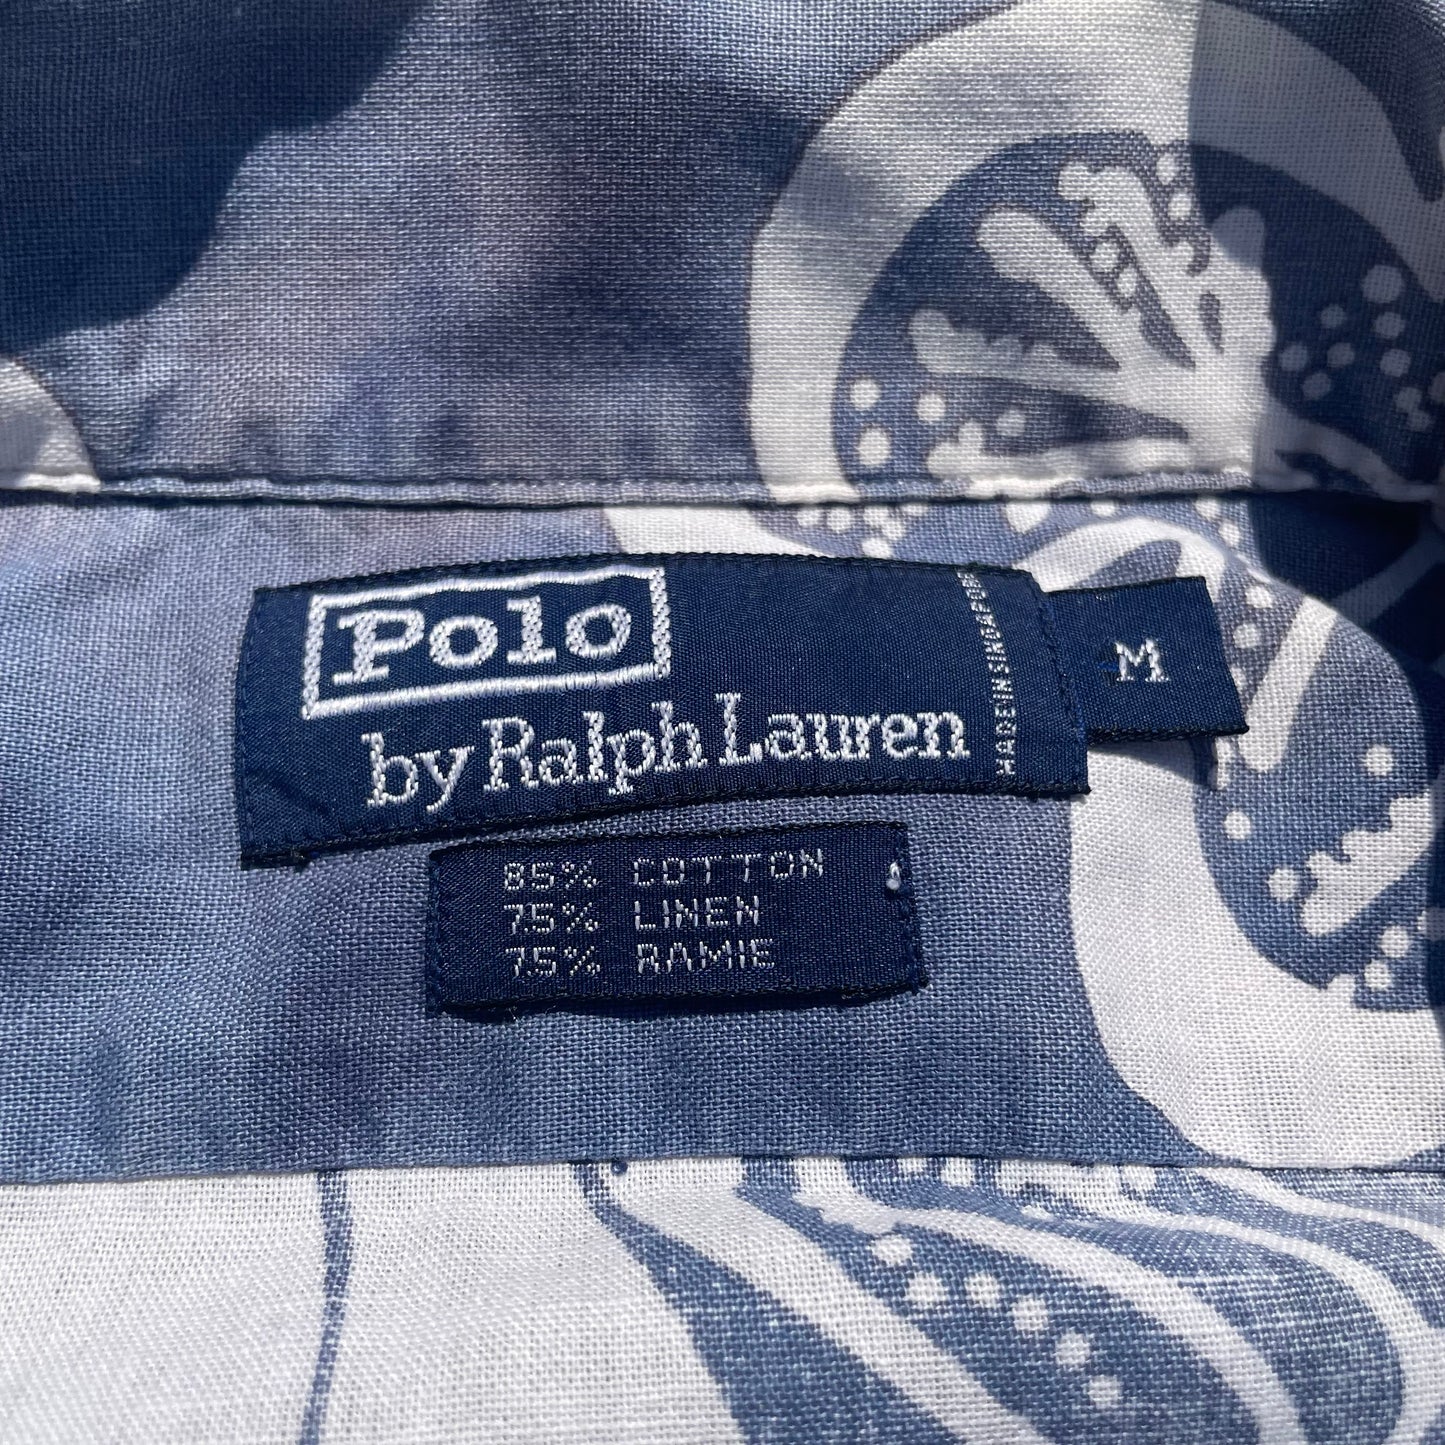 Polo
by Ralph Lauren
MADE IN SINGAPORE
M
85% COTTON
7.5% LINEN
7.5% RAMIE